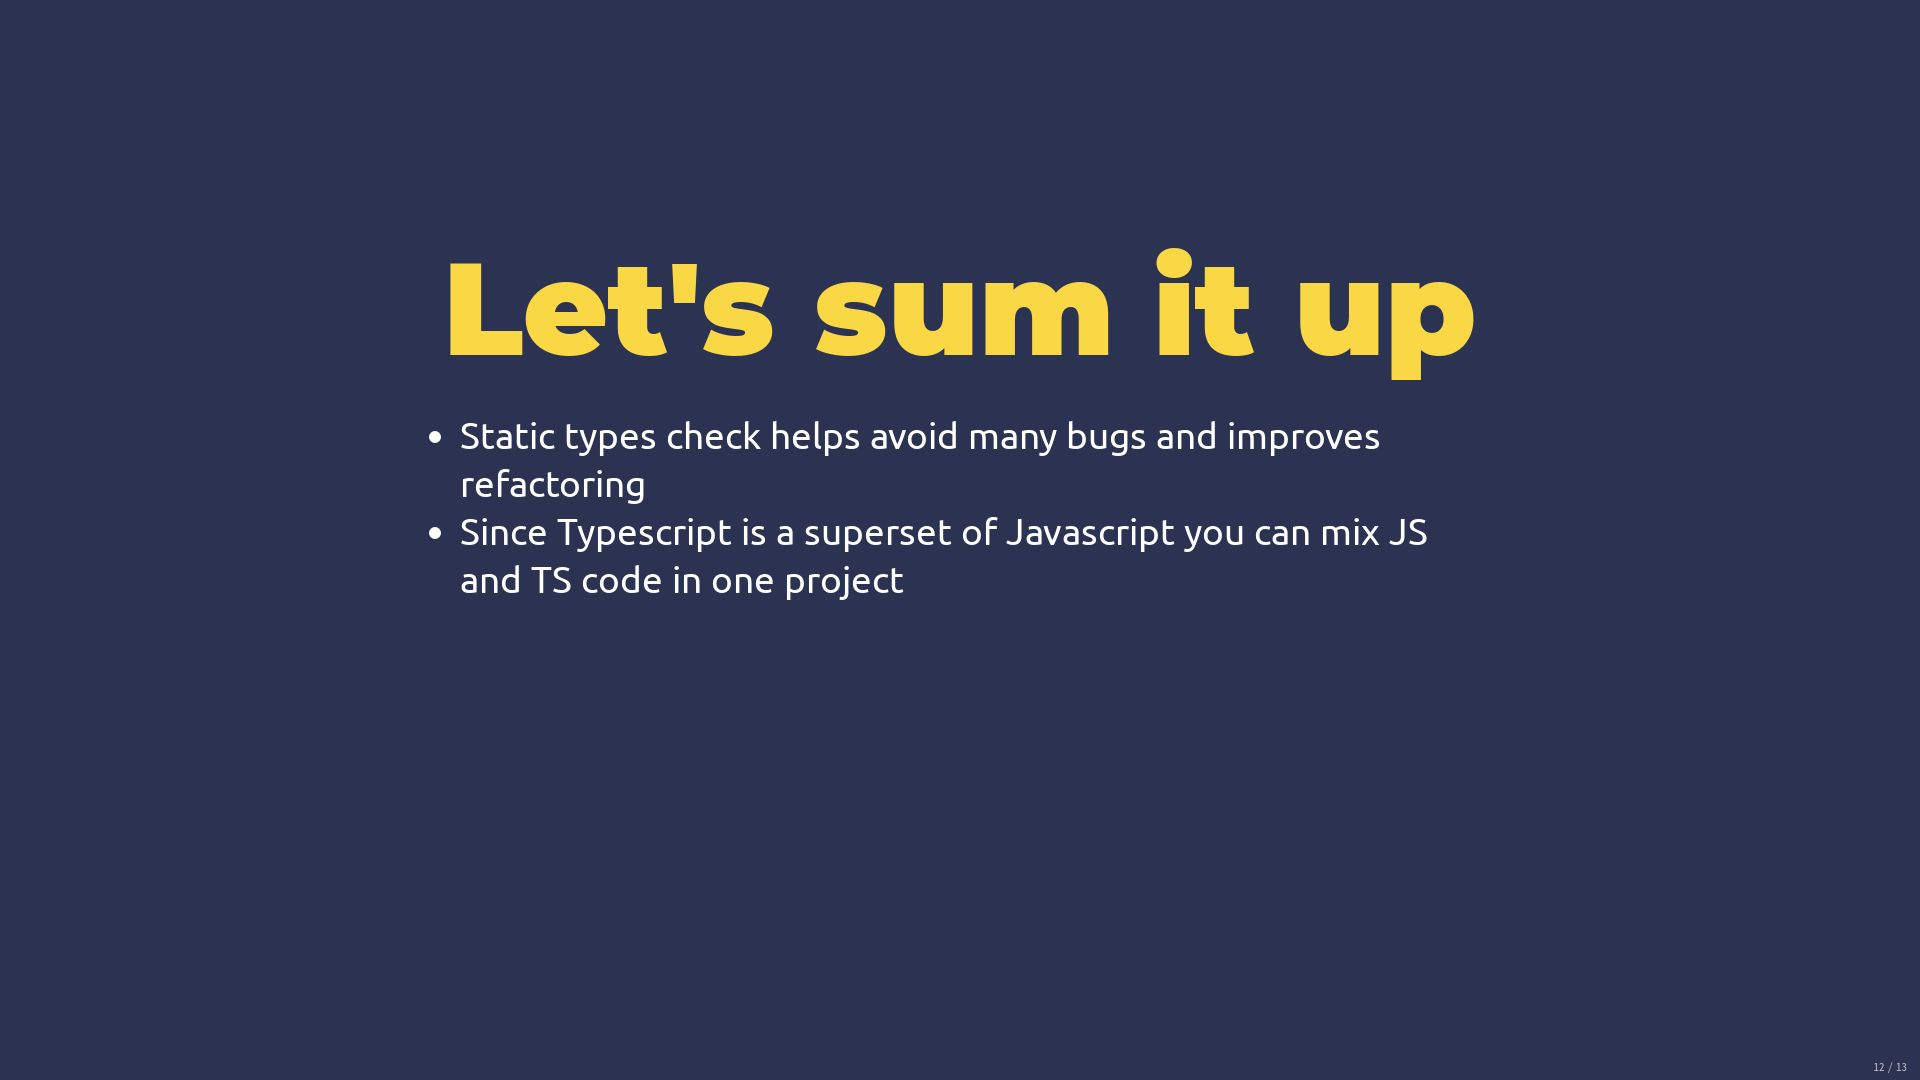 Let's sum it up
• Static types check helps avoid many bugs and improves
refactoring
• Since Typescript is a superset of Javascript you can mix JS
and TS code in one project
12 / 13